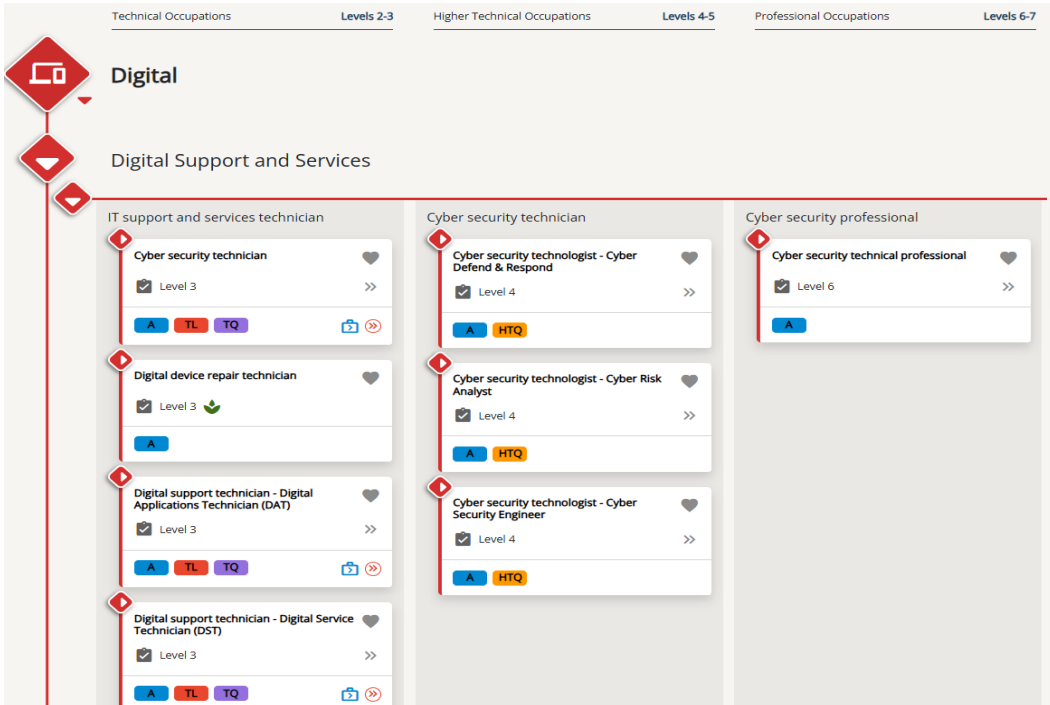 Technical Occupations Levels 2-3
Higher Technical Occupations Levels 4-5
Professional Occupations Levels 6-7
Digital
Digital Support and Services
IT support and services technician
Cyber security technician
Level 3
A TL TQ
Digital device repair technician
Level 3
A
Digital support technician - Digital
Applications Technician (DAT)
Level 3
A TL TQ
Digital support technician - Digital Service
Technician (DST)
Level 3
A TL TQ
Cyber security technician
Cyber security technologist - Cyber
Defend & Respond
Level 4
A HTQ
Cyber security technologist - Cyber Risk
Analyst
Level 4
A HTQ
Cyber security technologist - Cyber
Security Engineer
Level 4
A HTQ
Cyber security professional
Cyber security technical professional
Level 6
A